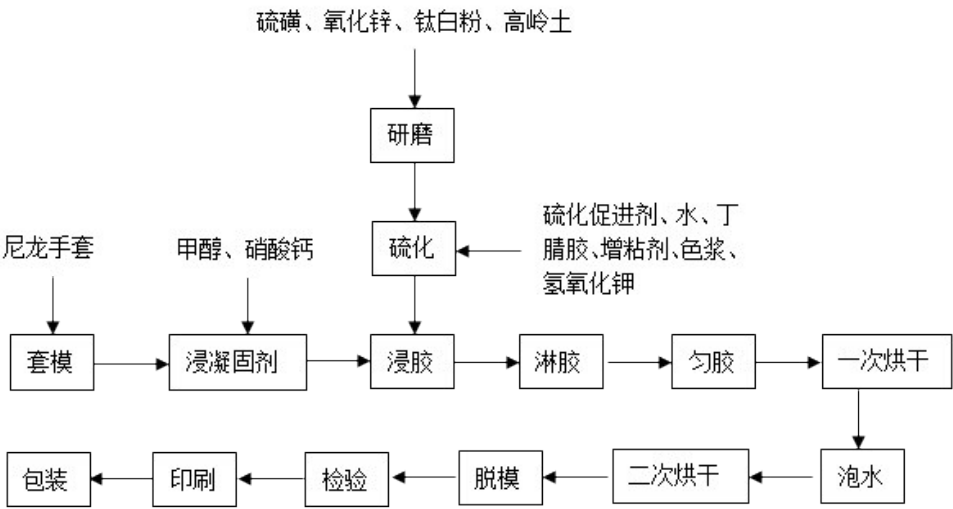 硫磺、氧化锌、钛白粉、高岭土
研磨
硫化
硫化促进剂、水、丁
腈胶、增粘剂、色浆、
氢氧化钾
尼龙手套
甲醇、硝酸钙
套模
浸凝固剂
浸胶
淋胶
匀胶
一次烘干
包装
印刷
检验
脱模
二次烘干
泡水